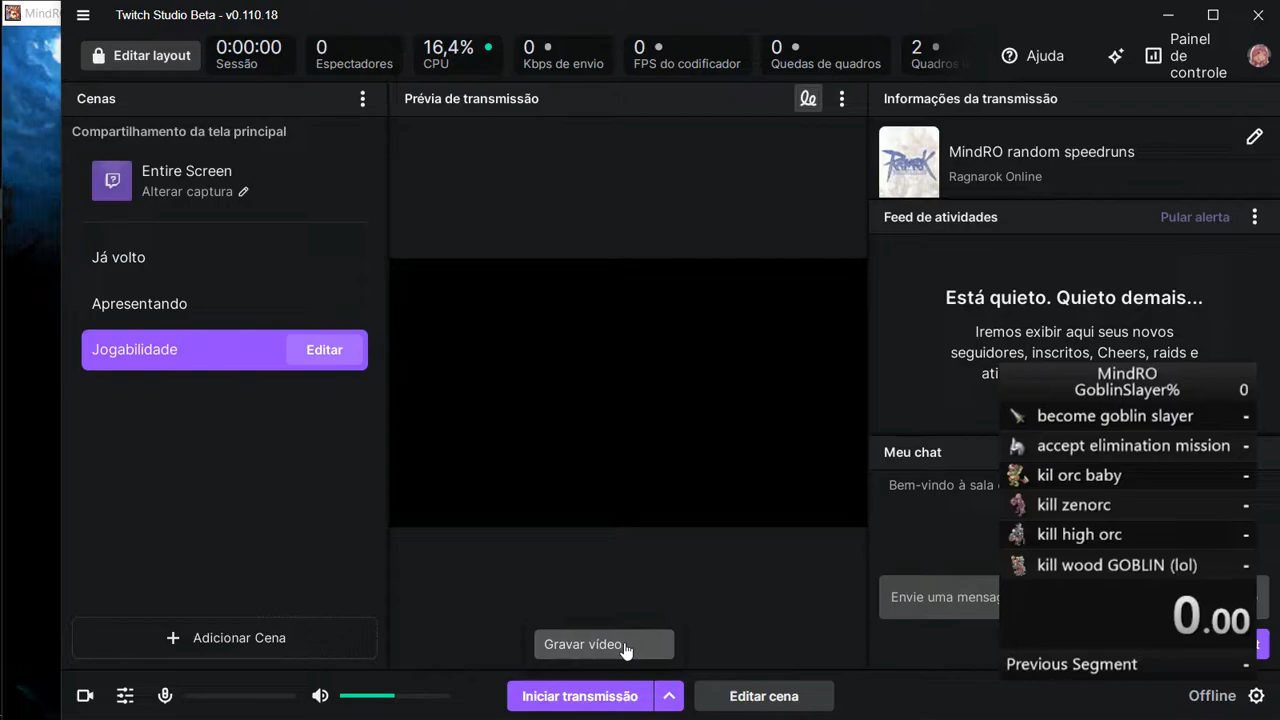 MindRO
Twitch Studio Beta - v0.110.18
Editar layout
0:00:00
Sessão
0
Espectadores
16,4%
CPU
0
Kbps de envio
0
FPS do codificador
0
Quedas de quadros
2
Quadros
Ajuda
Painel
de
controle
Cenas
Compartilhamento da tela principal
Entire Screen
Alterar captura
Já volto
Apresentando
Jogabilidade
Editar
Adicionar Cena
Prévia de transmissão
Gravar vídeo
Informações da transmissão
RAGNAROK
MindRO random speedruns
Ragnarok Online
Feed de atividades
Pular alerta
Está quieto. Quieto demais...
Iremos exibir aqui seus novos
seguidores, inscritos, Cheers, raids e
ati
MindRO
GoblinSlayer% 0
become goblin slayer -
accept elimination mission -
kil orc baby -
kill zenorc -
kill high orc -
kill wood GOBLIN (lol) -
0.00
Previous Segment -
Meu chat
Bem-vindo à sala
Envie uma mensag
Iniciar transmissão
Editar cena
Offline